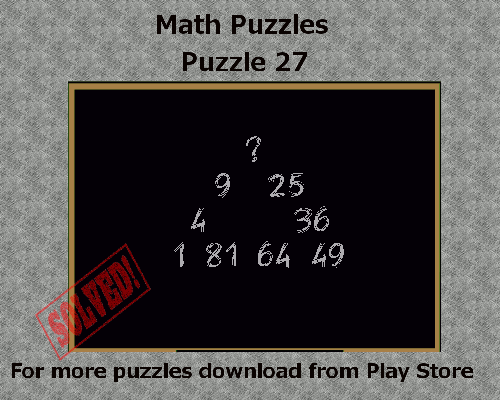 Math Puzzles
Puzzle 27
?
9 25
4 36
1 81 64 49
SOLVED!
For more puzzles download from Play Store